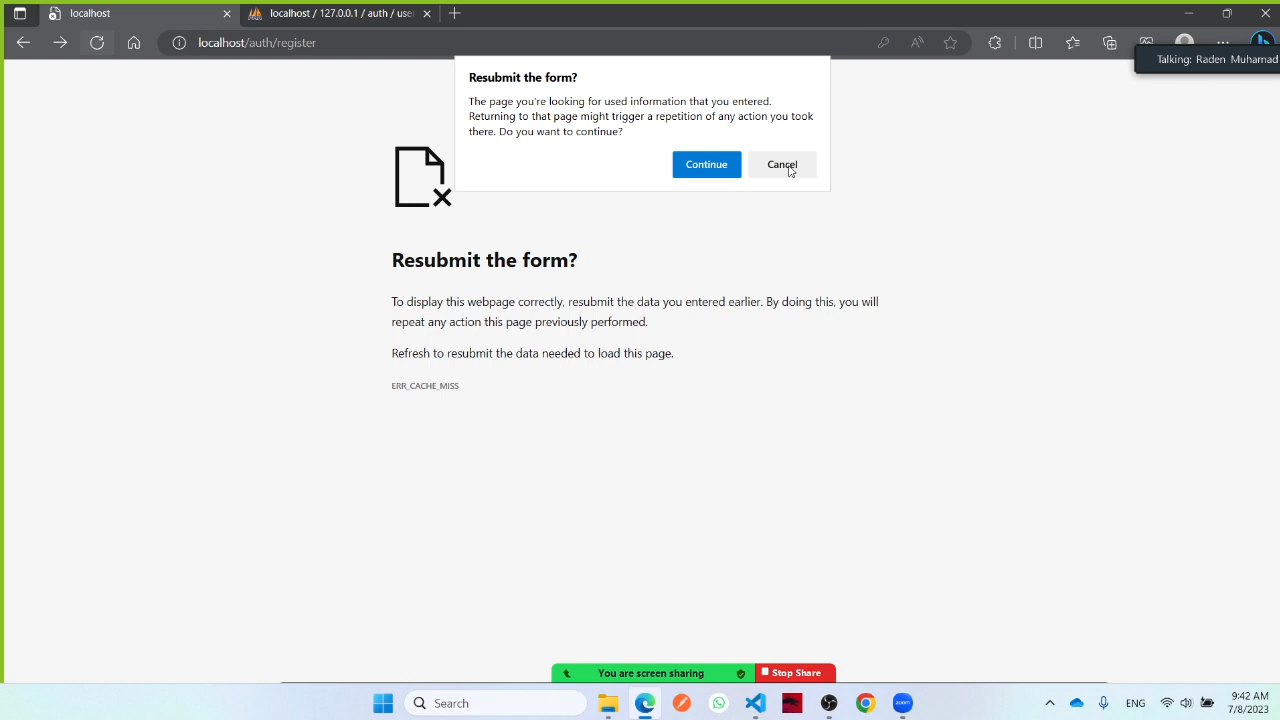 localhost
localhost / 127.0.0.1 / auth / use
localhost/auth/register
Talking: Raden Muhamad
Resubmit the form?
The page you're looking for used information that you entered.
Returning to that page might trigger a repetition of any action you took
there. Do you want to continue?
Continue
Cancel
Resubmit the form?
To display this webpage correctly, resubmit the data you entered earlier. By doing this, you will
repeat any action this page previously performed.
Refresh to resubmit the data needed to load this page.
ERR_CACHE_MISS
You are screen sharing
Stop Share
Search
zoom
ENG
9:42 AM
7/8/2023